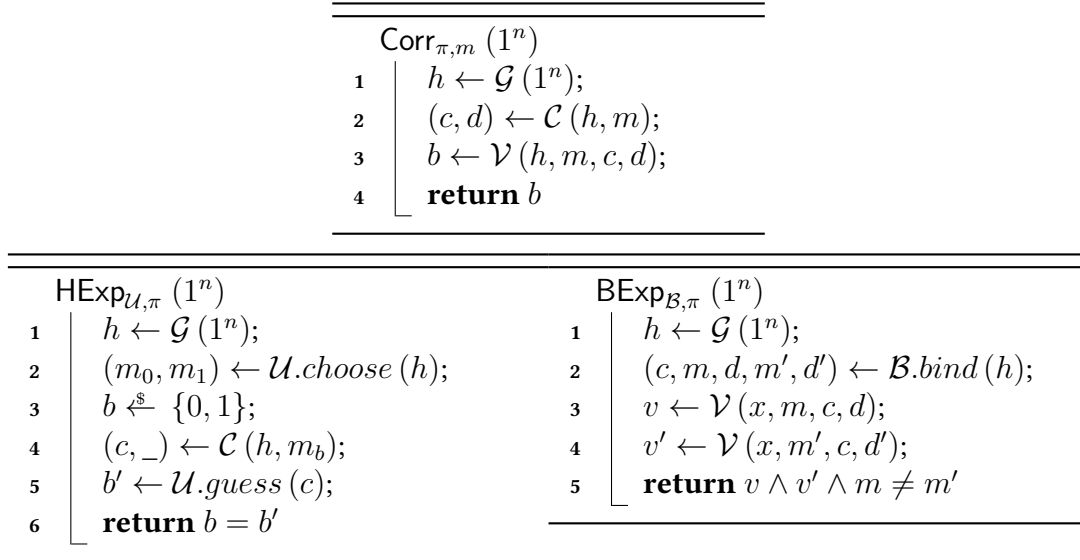 Corr_{π,m} (1^n)
1 h ← G (1^n);
2 (c, d) ← C (h, m);
3 b ← V (h, m, c, d);
4 return b
HExp_{U,π} (1^n)
1 h ← G (1^n);
2 (m_0, m_1) ← U.choose (h);
3 b ←$ {0, 1};
4 (c, _) ← C (h, m_b);
5 b′ ← U.guess (c);
6 return b = b′
BExp_{B,π} (1^n)
1 h ← G (1^n);
2 (c, m, d, m′, d′) ← B.bind (h);
3 v ← V (x, m, c, d);
4 v′ ← V (x, m′, c, d′);
5 return v ∧ v′ ∧ m ≠ m′